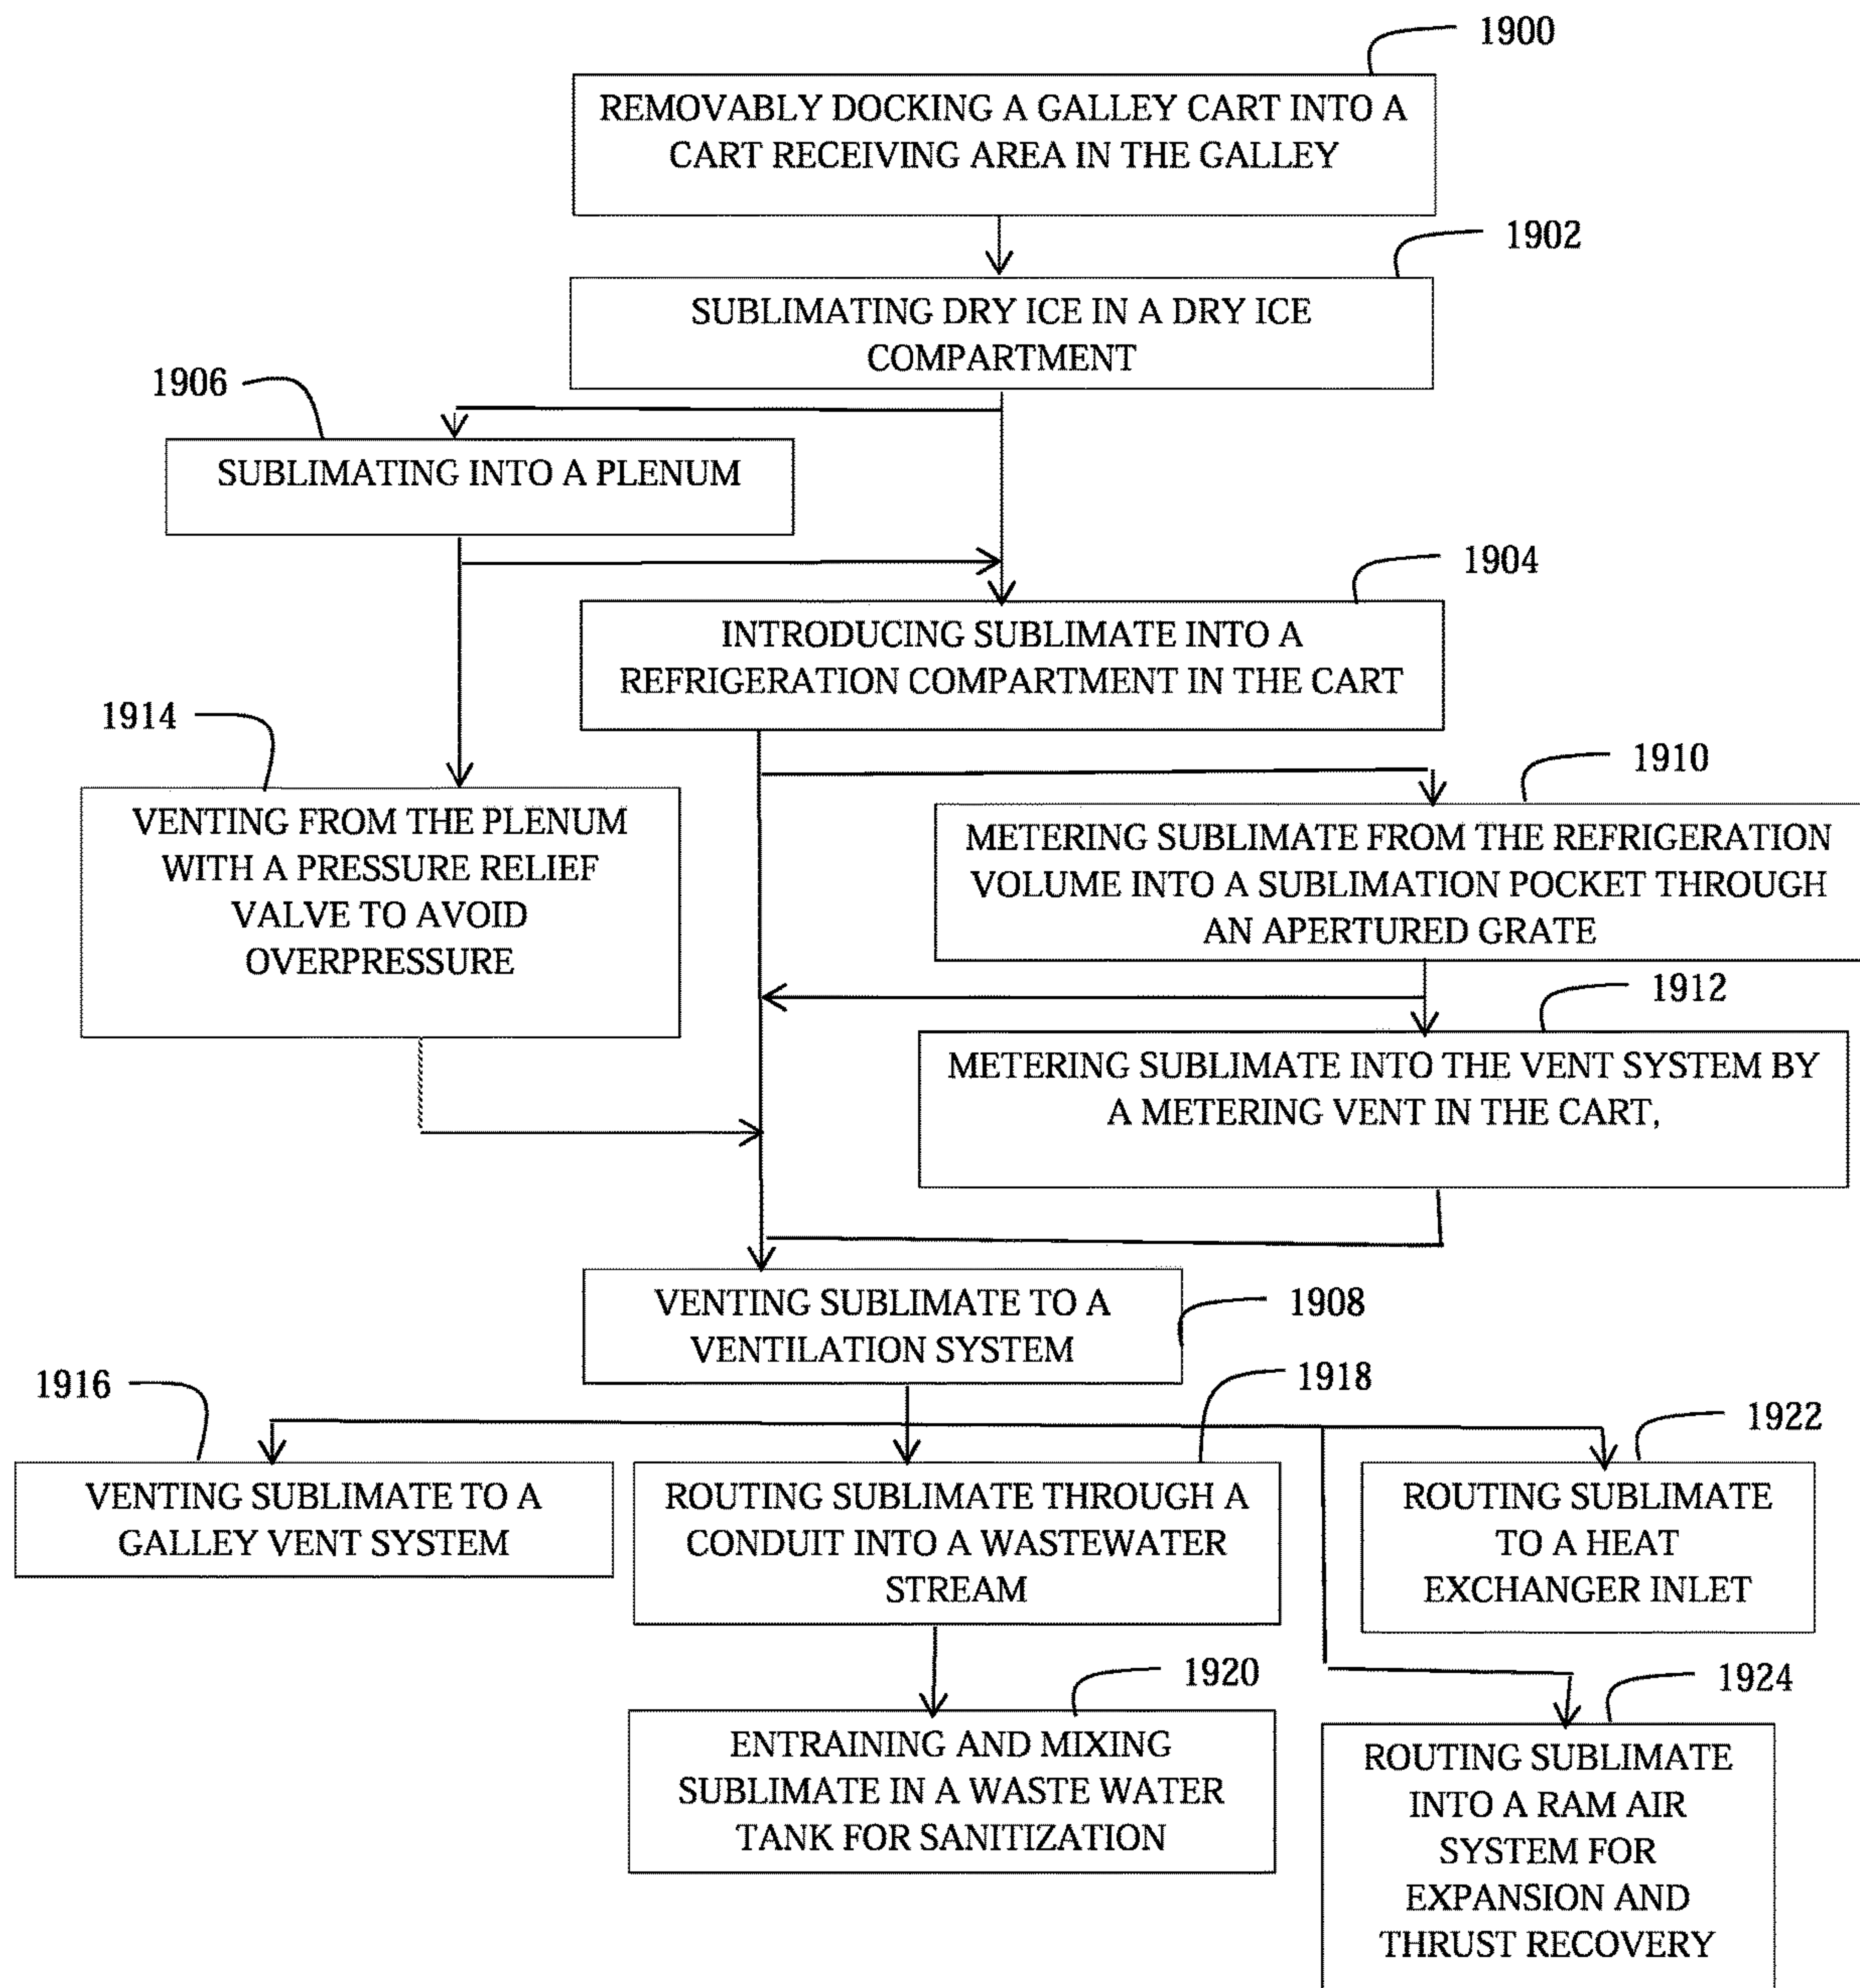 1900
REMOVABLY DOCKING A GALLEY CART INTO A
CART RECEIVING AREA IN THE GALLEY
1902
SUBLIMATING DRY ICE IN A DRY ICE
COMPARTMENT
1906
SUBLIMATING INTO A PLENUM
1904
INTRODUCING SUBLIMATE INTO A
REFRIGERATION COMPARTMENT IN THE CART
1914
VENTING FROM THE PLENUM
WITH A PRESSURE RELIEF
VALVE TO AVOID
OVERPRESSURE
1910
METERING SUBLIMATE FROM THE REFRIGERATION
VOLUME INTO A SUBLIMATION POCKET THROUGH
AN APERTURED GRATE
1912
METERING SUBLIMATE INTO THE VENT SYSTEM BY
A METERING VENT IN THE CART,
VENTING SUBLIMATE TO A
VENTILATION SYSTEM
1908
1916
VENTING SUBLIMATE TO A
GALLEY VENT SYSTEM
1918
ROUTING SUBLIMATE THROUGH A
CONDUIT INTO A WASTEWATER
STREAM
1922
ROUTING SUBLIMATE
TO A HEAT
EXCHANGER INLET
1920
ENTRAINING AND MIXING
SUBLIMATE IN A WASTE WATER
TANK FOR SANITIZATION
1924
ROUTING SUBLIMATE
INTO A RAM AIR
SYSTEM FOR
EXPANSION AND
THRUST RECOVERY